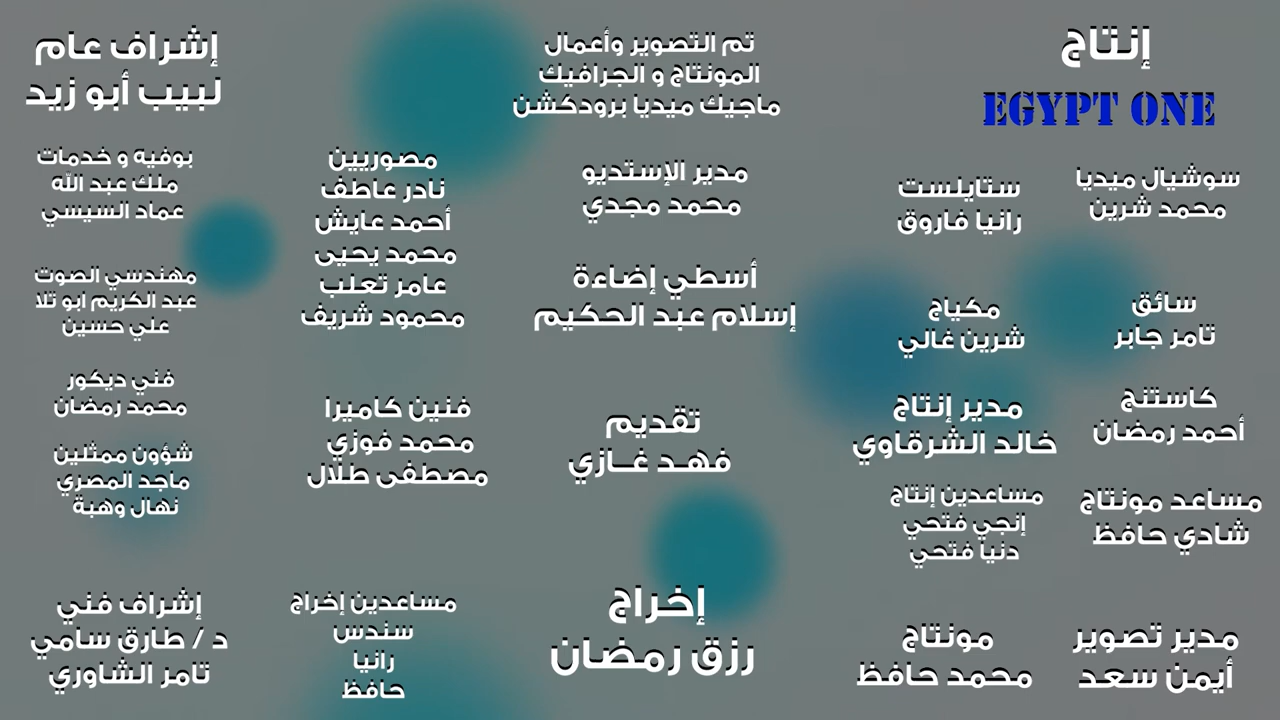 إنتاج
EGYPT ONE
سوشيال ميديا
محمد شرين
ستايلست
رانيا فاروق
سائق
تامر جابر
مكياج
شرين غالي
كاستنج
أحمد رمضان
مدير إنتاج
خالد الشرقاوي
مساعد مونتاج
شادي حافظ
مساعدين إنتاج
إنجي فتحي
دنيا فتحي
مدير تصوير
أيمن سعد
مونتاج
محمد حافظ
تم التصوير وأعمال
المونتاج و الجرافيك
ماجيك ميديا برودكشن
مدير الإستديو
محمد مجدي
أسطي إضاءة
إسلام عبد الحكيم
تقديم
فهـد غـازي
إخراج
رزق رمضان
مصوريين
نادر عاطف
أحمد عايش
محمد يحيى
عامر تعلب
محمود شريف
فنين كاميرا
محمد فوزي
مصطفى طلال
مساعدين إخراج
سندس
رانيا
حافظ
إشراف عام
لبيب أبو زيد
بوفيه و خدمات
ملك عبد الله
عماد السيسي
مهندسي الصوت
عبد الكريم ابو تلا
علي حسين
فني ديكور
محمد رمضان
شؤون ممثلين
ماجد المصري
نهال وهبة
إشراف فني
د / طارق سامي
تامر الشاوري